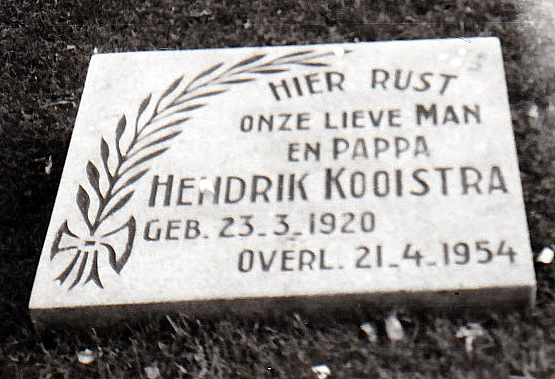 HIER RUST
ONZE LIEVE MAN
EN PAPPA
HENDRIK KOOISTRA
GEB. 23-3-1920
OVERL. 21-4-1954